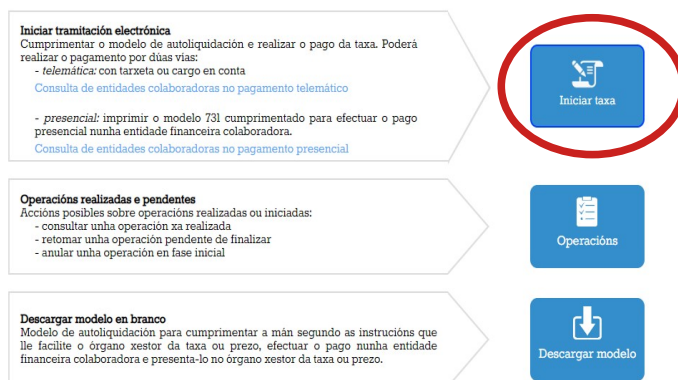 Iniciar tramitación electrónica
Cumprimentar o modelo de autoliquidación e realizar o pago da taxa. Poderá
realizar o pagamento por dúas vías:
- telemática: con tarxeta ou cargo en conta
Consulta de entidades colaboradoras no pagamento telemático
- presencial: imprimir o modelo 731 cumprimentado para efectuar o pago
presencial nunha entidade financeira colaboradora.
Consulta de entidades colaboradoras no pagamento presencial
Iniciar taxa
Operacións realizadas e pendentes
Accións posibles sobre operacións realizadas ou iniciadas:
- consultar unha operación xa realizada
- retomar unha operación pendente de finalizar
- anular unha operación en fase inicial
Operacións
Descargar modelo en branco
Modelo de autoliquidación para cumprimentar a mán segundo as instrucións que
lle facilite o órgano xestor da taxa ou prezo, efectuar o pago nunha entidade
financeira colaboradora e presenta-lo no órgano xestor da taxa ou prezo.
Descargar modelo